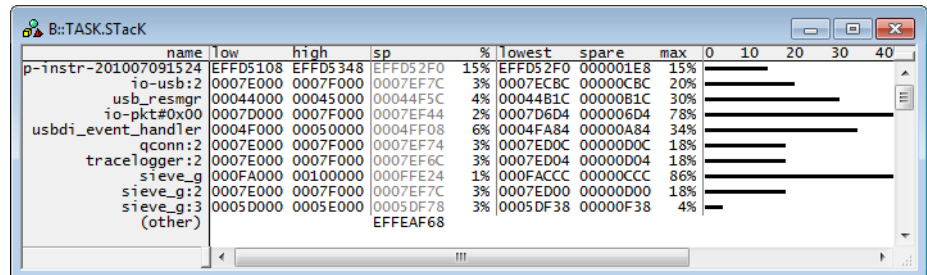 B::TASK.STacK
name low high sp % lowest spare max 0 10 20 30 40
p-instr-201007091524 EFFD5108 EFFD5348 EFFD52F0 15% EFFD52F0 000001E8 15%
io-usb:2 0007E000 0007F000 0007EF7C 3% 0007ECBC 00000CBC 20%
usb_resmgr 00044000 00045000 00044F5C 4% 00044B1C 00000B1C 30%
io-pkt#0x00 0007D000 0007F000 0007EF44 2% 0007D6D4 000006D4 78%
usbdi_event_handler 0004F000 00050000 0004FF08 6% 0004FA84 00000A84 34%
qconn:2 0007E000 0007F000 0007EF74 3% 0007ED0C 00000D0C 18%
tracelogger:2 0007E000 0007F000 0007EF6C 3% 0007ED04 00000D04 18%
sieve_g 000FA000 00100000 000FFE24 1% 000FACCC 00000CCC 86%
sieve_g:2 0007E000 0007F000 0007EF7C 3% 0007ED00 00000D00 18%
sieve_g:3 0005D000 0005E000 0005DF78 3% 0005DF38 00000F38 4%
(other) EFFEAF68